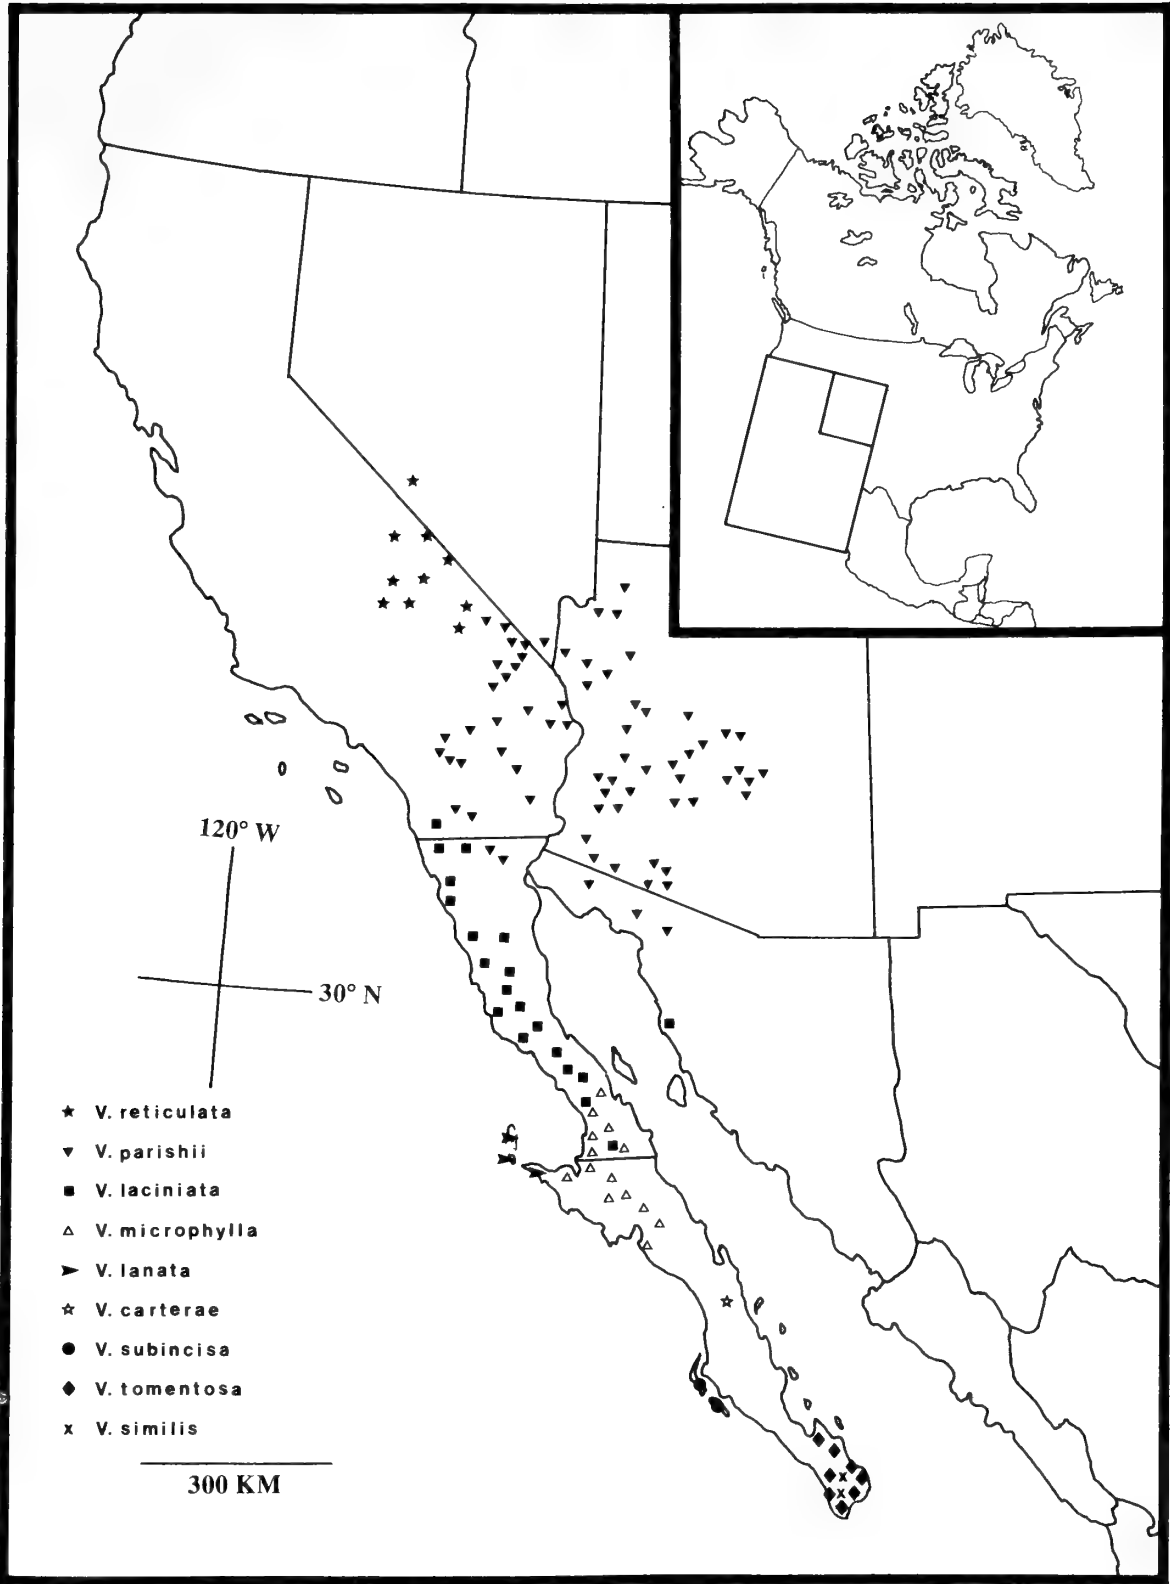 120° W
30° N
V. reticulata
V. parishii
V. laciniata
V. microphylla
V. lanata
V. carterae
V. subincisa
V. tomentosa
V. similis
300 KM